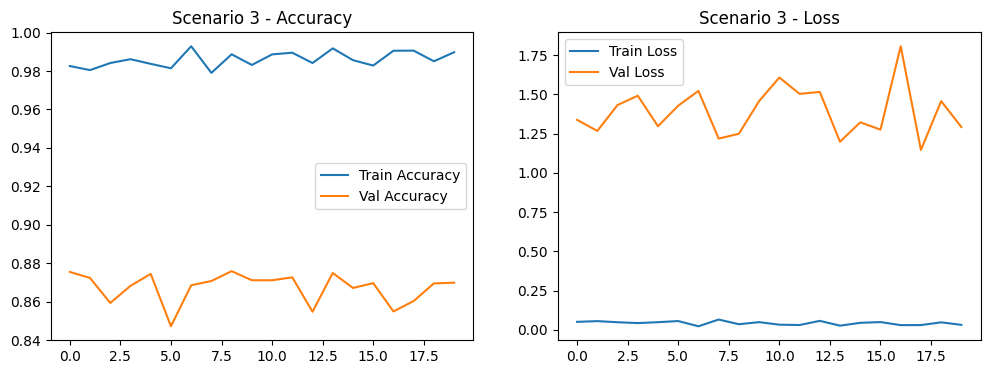 Scenario 3 - Accuracy
1.00
0.98
0.96
0.94
0.92
0.90
0.88
0.86
0.84
Train Accuracy
Val Accuracy
0.0 2.5 5.0 7.5 10.0 12.5 15.0 17.5
Scenario 3 - Loss
Train Loss
Val Loss
1.75
1.50
1.25
1.00
0.75
0.50
0.25
0.00
0.0 2.5 5.0 7.5 10.0 12.5 15.0 17.5